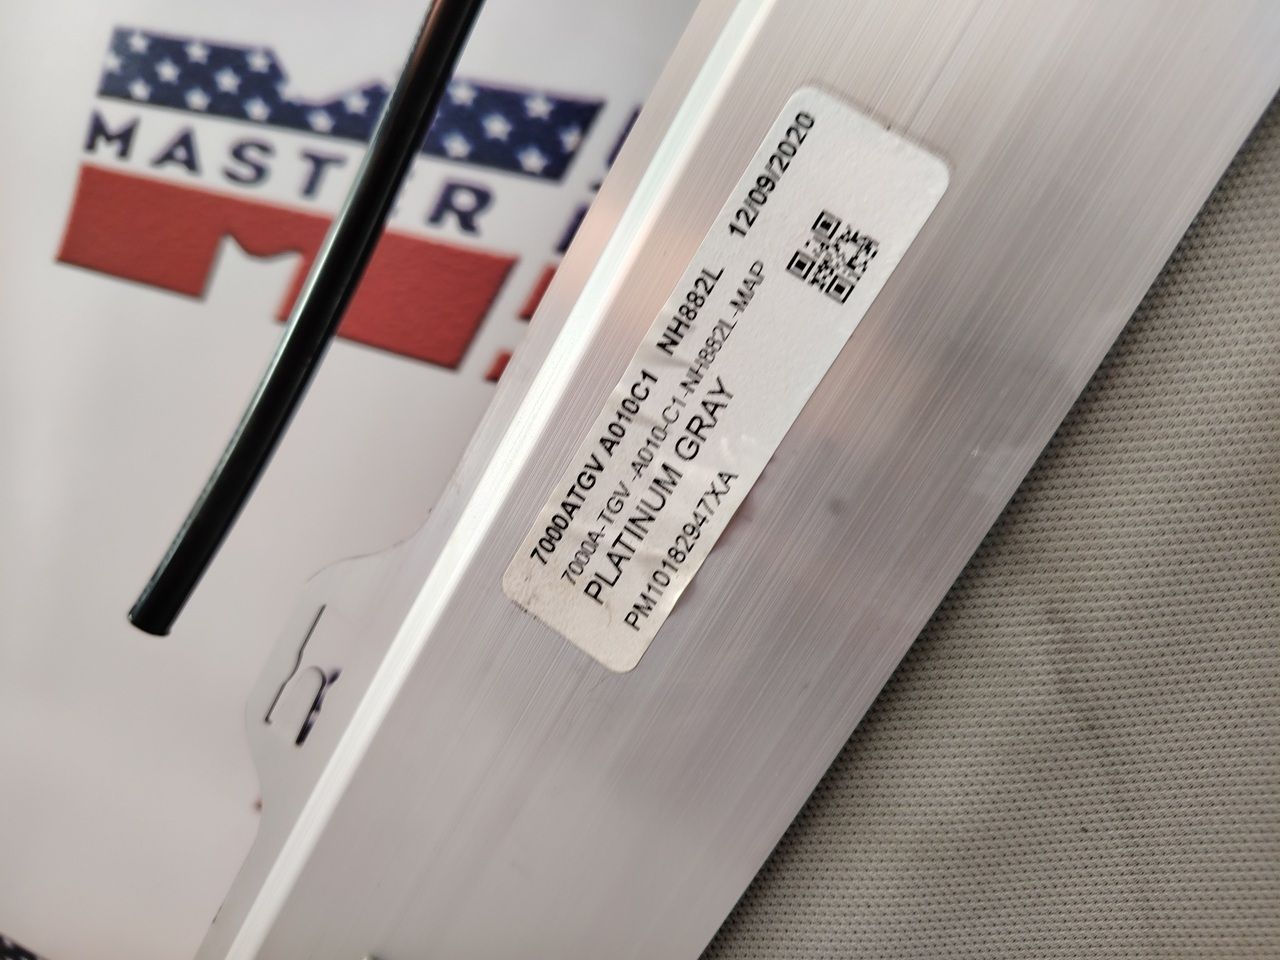 MASTER
7000ATGV A010C1 NH882L 12/09/2020
7000A-TGV -A010-C1-NH882L-MAP
PLATINUM GRAY
PM10182947XA